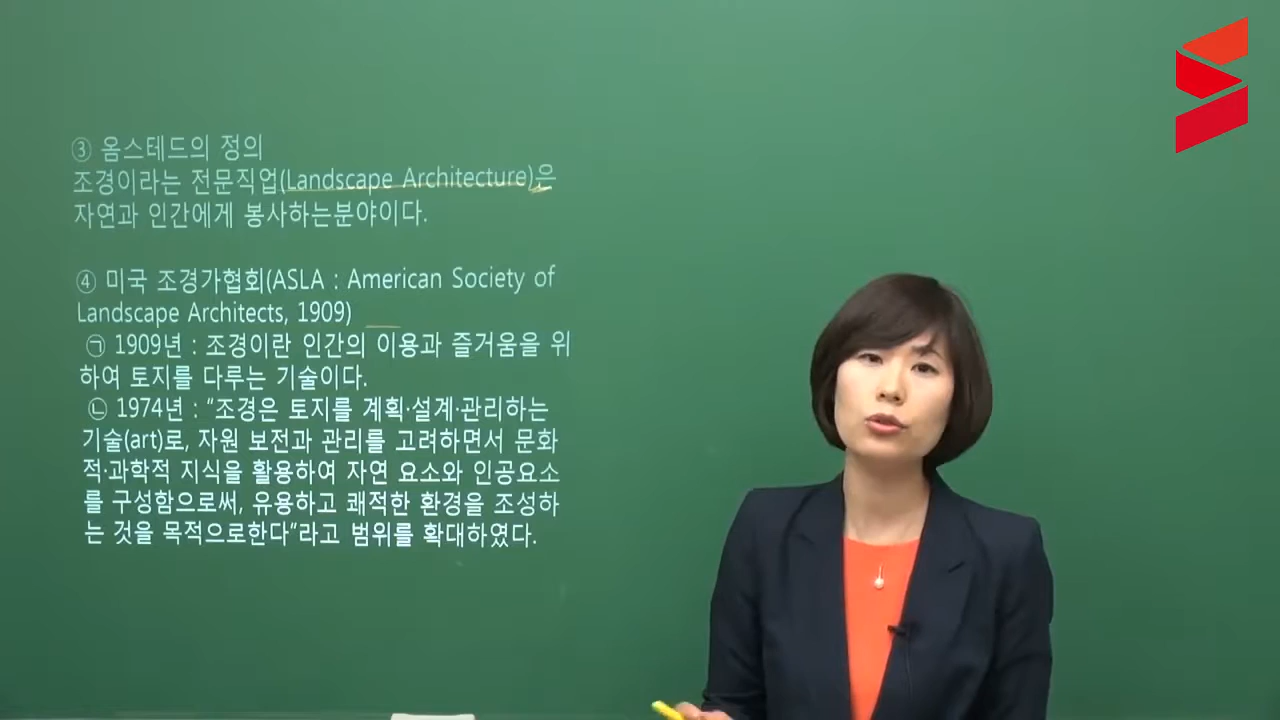 ③ 옴스테드의 정의
조경이라는 전문직업(Landscape Architecture)은
자연과 인간에게 봉사하는분야이다.
④ 미국 조경가협회(ASLA : American Society of
Landscape Architects, 1909)
㉠ 1909년 : 조경이란 인간의 이용과 즐거움을 위
하여 토지를 다루는 기술이다.
㉡ 1974년 : “조경은 토지를 계획·설계·관리하는
기술(art)로, 자원 보전과 관리를 고려하면서 문화
적·과학적 지식을 활용하여 자연 요소와 인공요소
를 구성함으로써, 유용하고 쾌적한 환경을 조성하
는 것을 목적으로한다”라고 범위를 확대하였다.